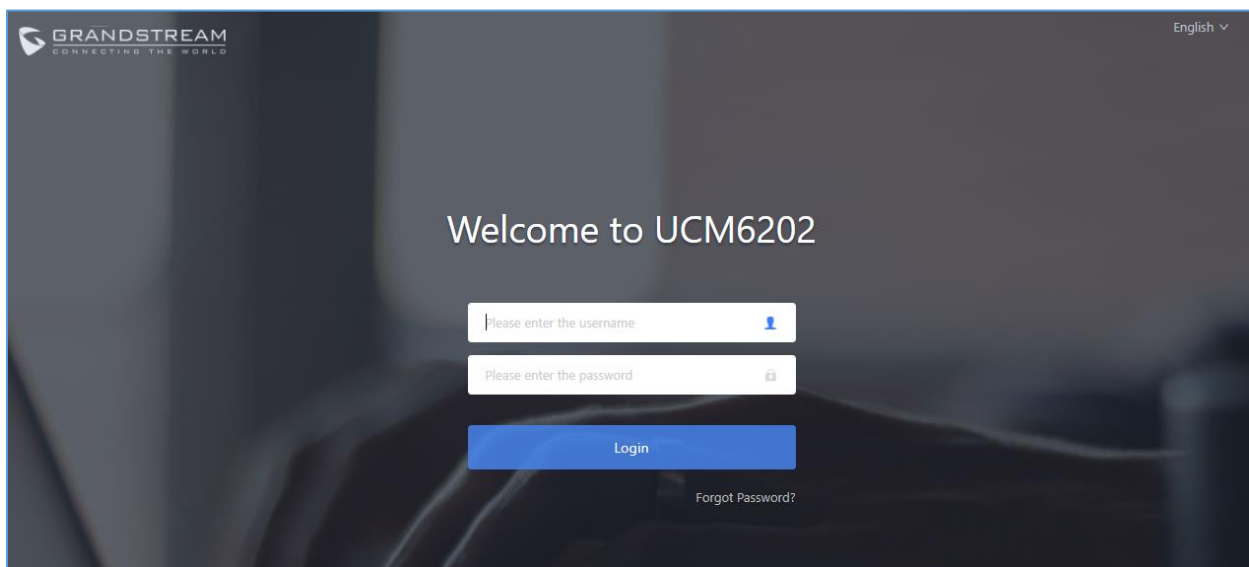 GRANDSTREAM
CONNECTING THE WORLD
English
Welcome to UCM6202
Please enter the username
Please enter the password
Login
Forgot Password?